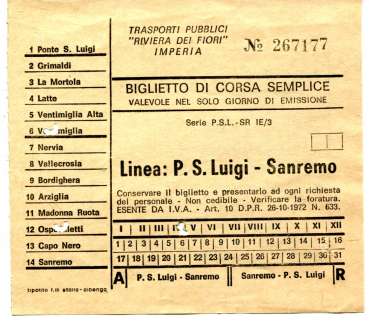 TRASPORTI PUBBLICI
"RIVIERA DEI FIORI"
IMPERIA
№ 267177
1 Ponte S. Luigi
2 Grimaldi
3 La Mortola
4 Latte
5 Ventimiglia Alta
6 V miglia
7 Nervia
8 Vallecrosia
9 Bordighera
10 Arziglia
11 Madonna Ruota
12 Osp letti
13 Capo Nero
14 Sanremo
BIGLIETTO DI CORSA SEMPLICE
VALEVOLE NEL SOLO GIORNO DI EMISSIONE
Serie P.S.L.-SR IE/3
Linea: P. S. Luigi - Sanremo
Conservare il biglietto e presentarlo ad ogni richiesta
del personale - Non cedibile - Verificare la foratura.
ESENTE DA I.V.A. - Art. 10 D.P.R. 26-10-1972 N. 633.
I II III IV V VI VII VIII IX X XI XII
1 2 3 4 5 6 7 8 9 10 11 12 13 14 15 16
17 18 19 20 21 22 23 24 25 26 27 28 29 30 31
A P. S. Luigi - Sanremo Sanremo - P. S. Luigi R